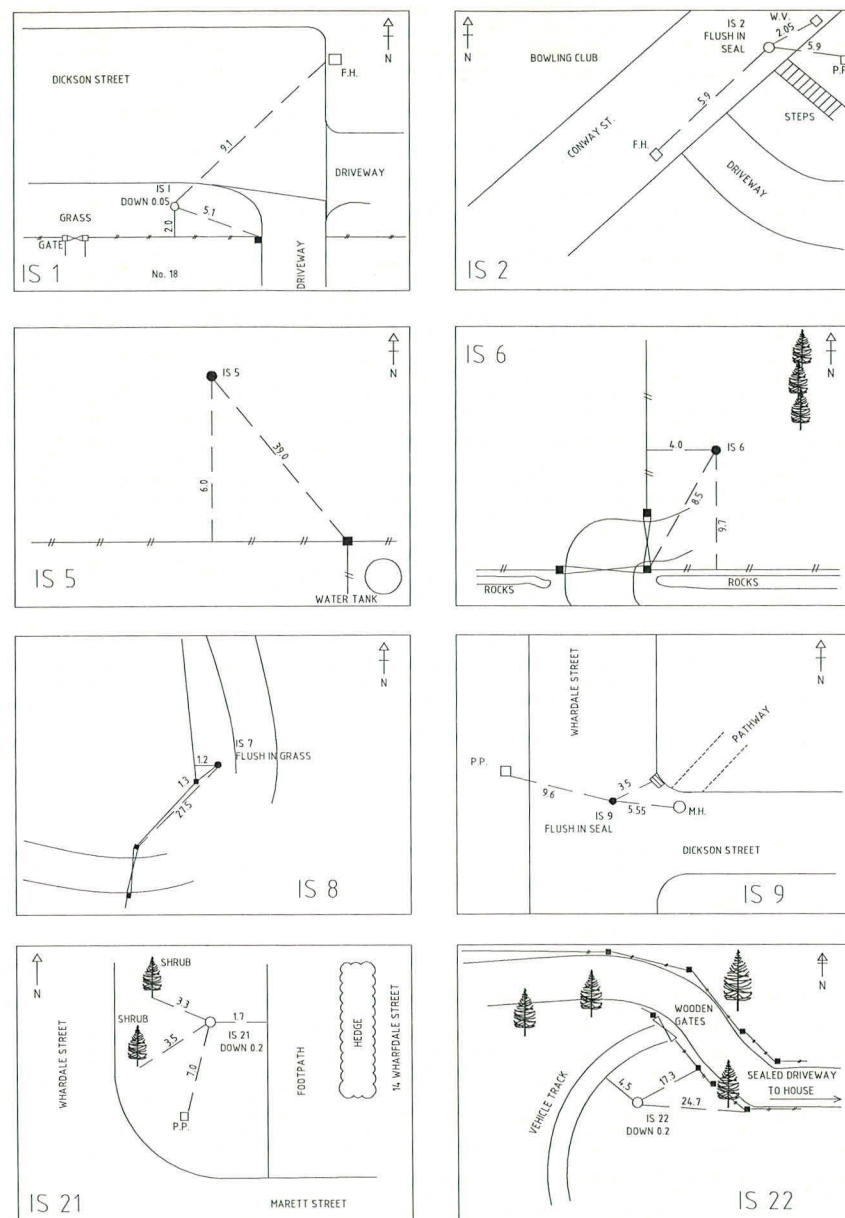 N
DICKSON STREET
F.H.
9.1
DRIVEWAY
IS 1
DOWN 0.05
5.1
2.0
GRASS
GATE
DRIVEWAY
No. 18
IS 1
N
BOWLING CLUB
IS 2
FLUSH IN
SEAL
W.V.
2.05
5.9
P.P.
5.9
CONWAY ST.
STEPS
F.H.
DRIVEWAY
IS 2
N
IS 5
39.0
6.0
IS 5
WATER TANK
IS 6
N
4.0
IS 6
8.5
9.7
ROCKS
ROCKS
N
IS 7
FLUSH IN GRASS
1.2
1.3
27.5
IS 8
WHARDALE STREET
N
PATHWAY
P.P.
9.6
3.5
5.55
M.H.
IS 9
FLUSH IN SEAL
DICKSON STREET
IS 9
N
SHRUB
3.3
1.7
SHRUB
3.5
IS 21
DOWN 0.2
7.0
P.P.
WHARDALE STREET
FOOTPATH
HEDGE
14 WHARFDALE STREET
IS 21
MARETT STREET
N
WOODEN
GATES
SEALED DRIVEWAY
TO HOUSE
VEHICLE TRACK
4.5
17.3
24.7
IS 22
DOWN 0.2
IS 22